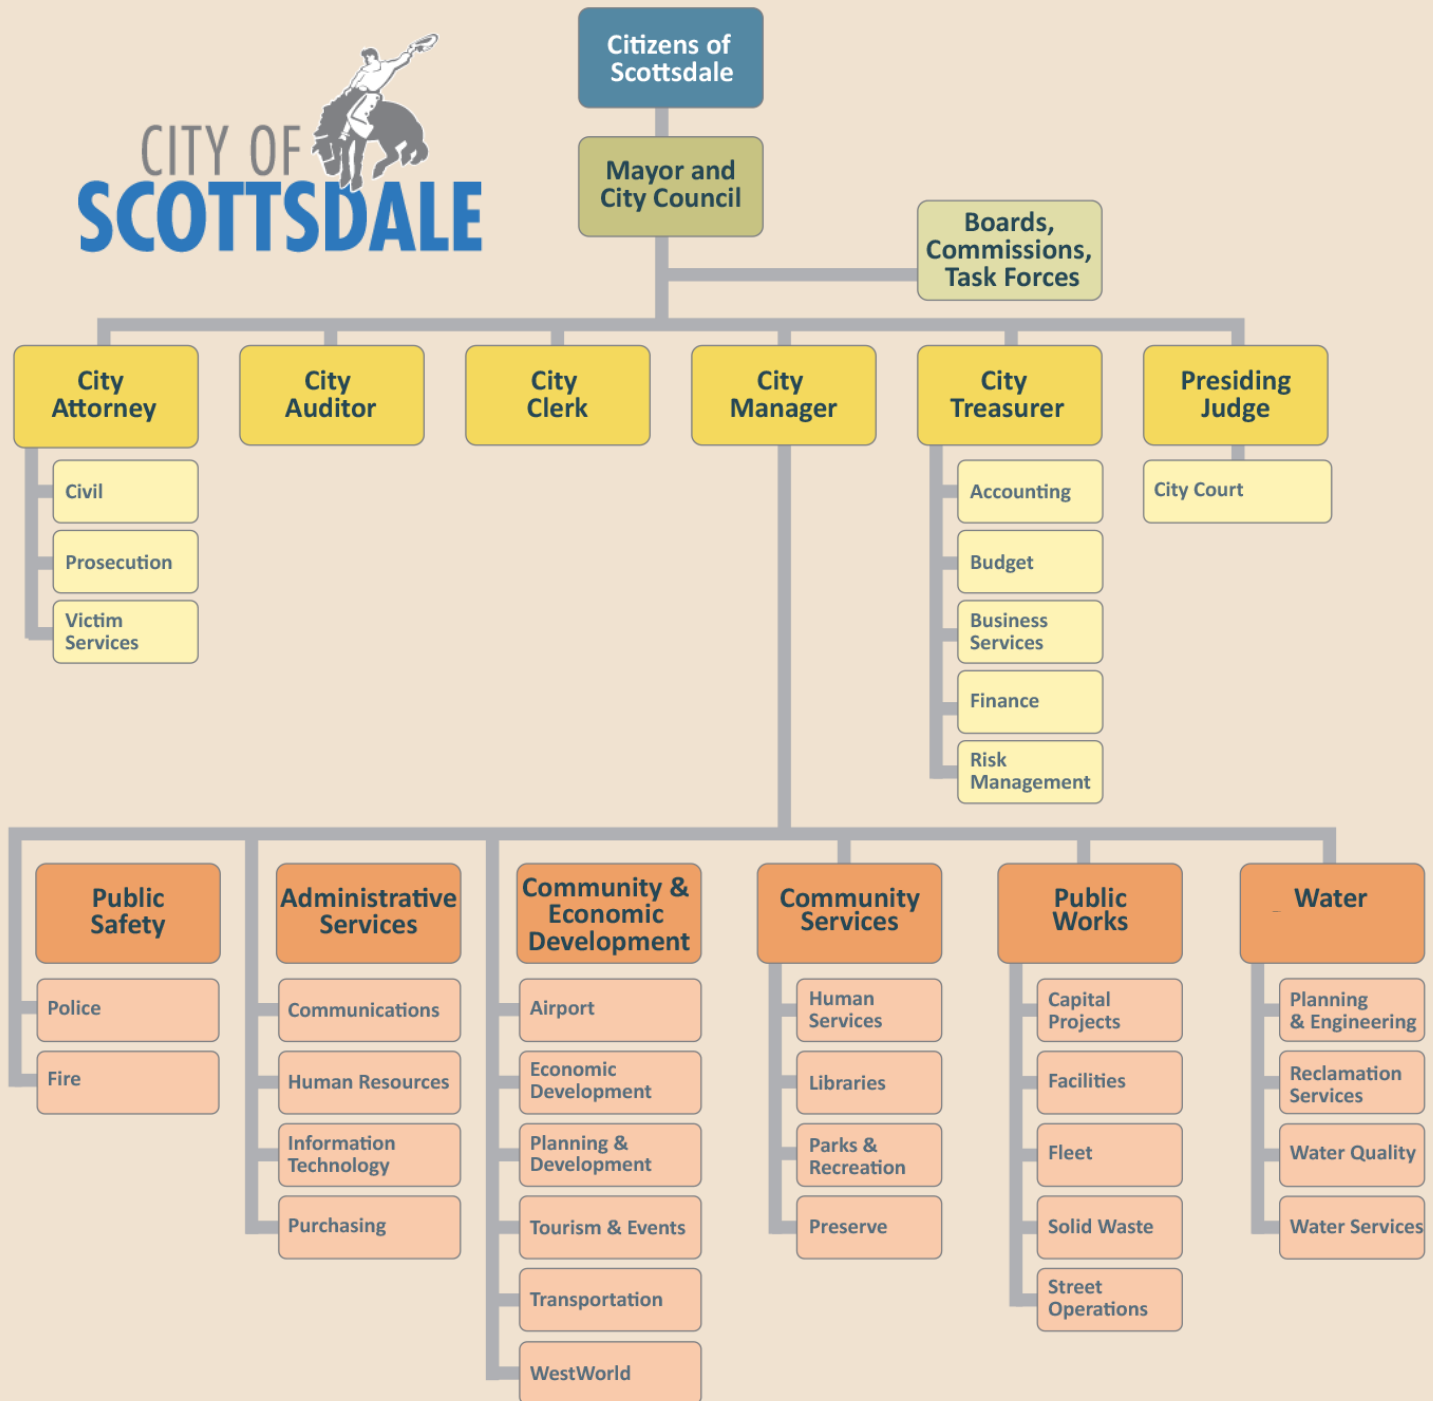 CITY OF
SCOTTSDALE
Citizens of
Scottsdale
Mayor and
City Council
Boards,
Commissions,
Task Forces
City
Attorney
City
Auditor
City
Clerk
City
Manager
City
Treasurer
Presiding
Judge
Civil
Prosecution
Victim
Services
Accounting
Budget
Business
Services
Finance
Risk
Management
City Court
Public
Safety
Police
Fire
Administrative
Services
Communications
Human Resources
Information
Technology
Purchasing
Community &
Economic
Development
Airport
Economic
Development
Planning &
Development
Tourism & Events
Transportation
WestWorld
Community
Services
Human
Services
Libraries
Parks &
Recreation
Preserve
Public
Works
Capital
Projects
Facilities
Fleet
Solid Waste
Street
Operations
Water
Planning
& Engineering
Reclamation
Services
Water Quality
Water Services